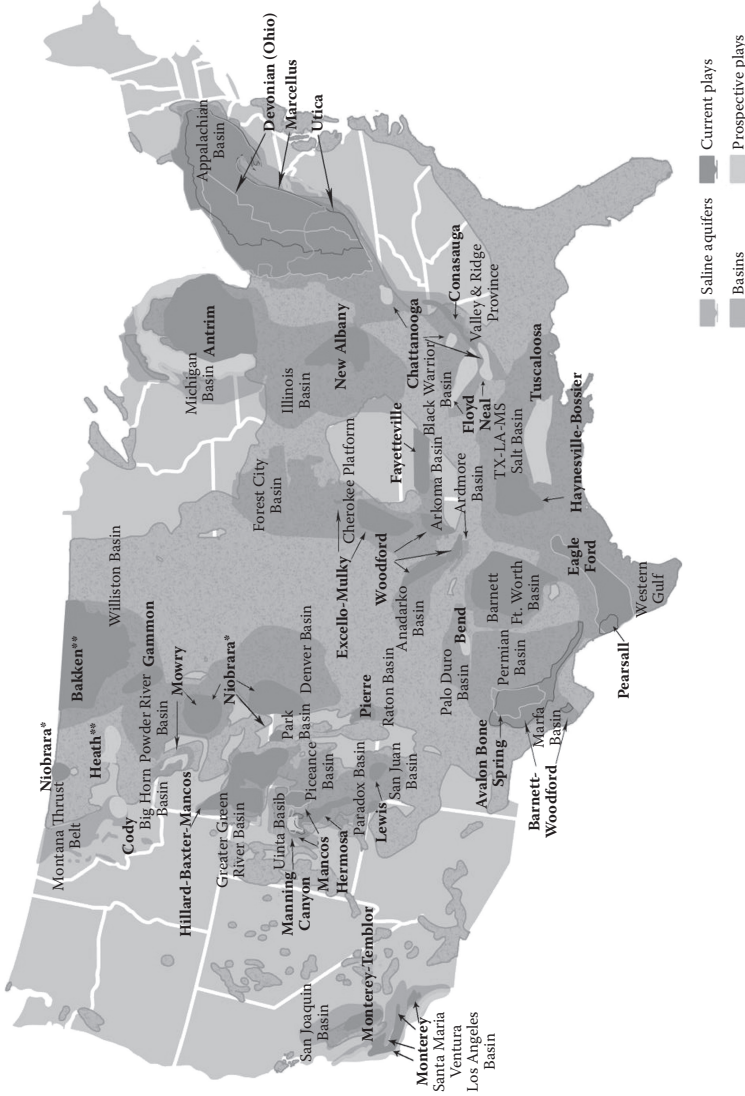 Montana Thrust
Belt
Niobrara*
Heath**
Bakken**
Williston Basin
Cody
Big Horn
Basin
Powder River
Basin
Gammon
Mowry
Hillard-Baxter-Mancos
Greater Green
River Basin
Niobrara*
Park
Basin
Denver Basin
Uinta Basib
Piceance
Basin
Manning
Canyon
Mancos
Hermosa
Paradox Basin
Lewis
San Juan
Basin
Pierre
Raton Basin
San Joaquin
Basin
Monterey-Temblor
Monterey
Santa Maria
Ventura
Los Angeles
Basin
Forest City
Basin
Cherokee Platform
Excello-Mulky
Woodford
Anadarko
Basin
Palo Duro
Basin
Bend
Avalon Bone
Spring
Permian
Basin
Barnett
Ft. Worth
Basin
Marfa
Basin
Barnett-
Woodford
Pearsall
Eagle
Ford
Western
Gulf
Michigan
Basin
Antrim
Illinois
Basin
New Albany
Fayetteville
Arkoma Basin
Ardmore
Basin
Chattanooga
Black Warrior
Basin
Floyd
Neal
TX-LA-MS
Salt Basin
Conasauga
Valley & Ridge
Province
Tuscaloosa
Haynesville-Bossier
Appalachian
Basin
Devonian (Ohio)
Marcellus
Utica
Saline aquifers
Basins
Current plays
Prospective plays